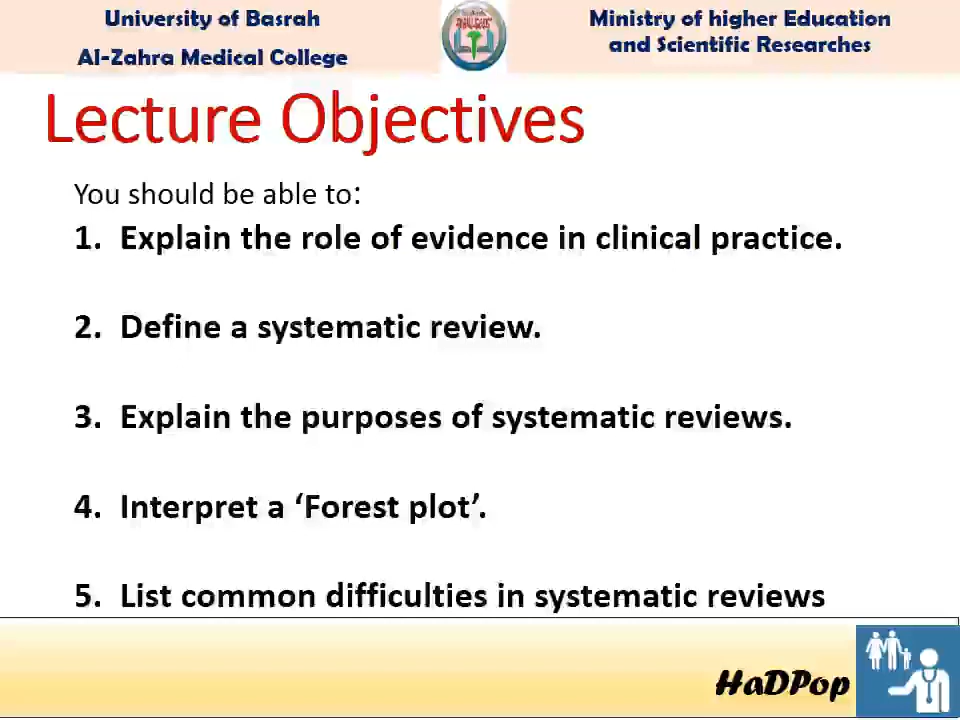 University of Basrah
Al-Zahra Medical College
Ministry of higher Education
and Scientific Researches
Lecture Objectives
You should be able to:
1. Explain the role of evidence in clinical practice.
2. Define a systematic review.
3. Explain the purposes of systematic reviews.
4. Interpret a ‘Forest plot’.
5. List common difficulties in systematic reviews
HaDPop